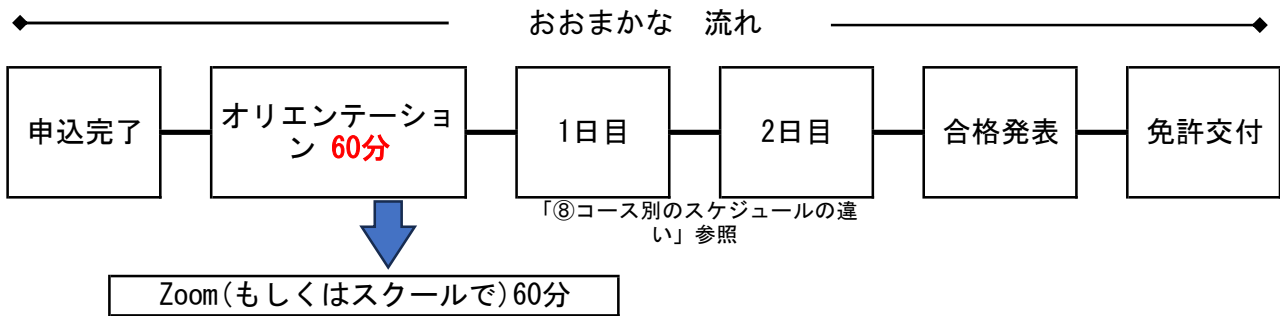 おおまかな　流れ
申込完了
オリエンテーショ
ン 60分
1日目
2日目
合格発表
免許交付
「⑧コース別のスケジュールの違
い」参照
Zoom(もしくはスクールで)60分